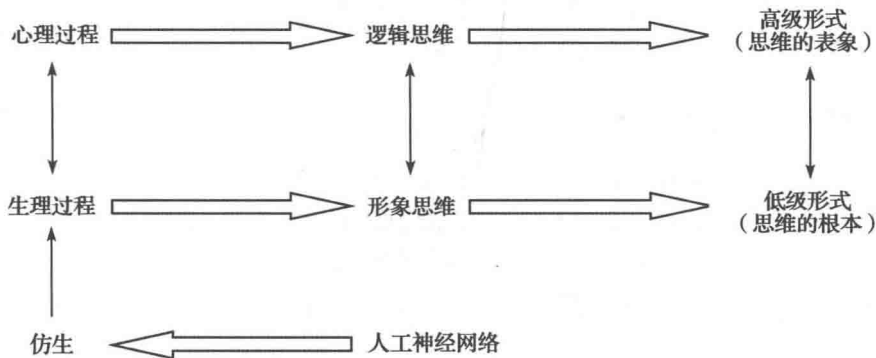 心理过程
逻辑思维
高级形式
（思维的表象）
生理过程
形象思维
低级形式
（思维的根本）
仿生
人工神经网络